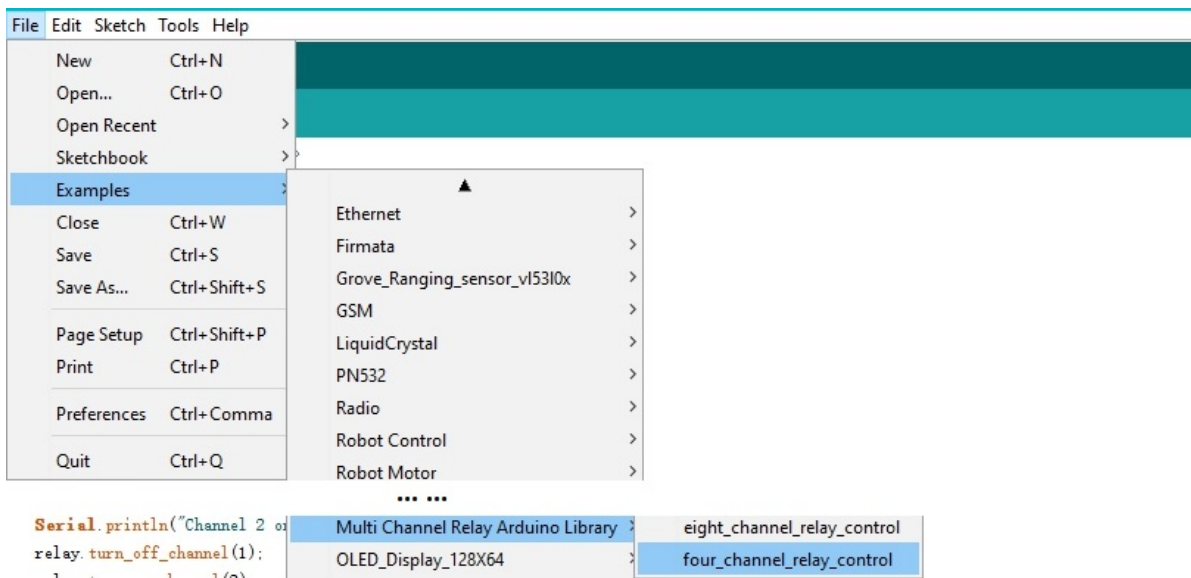 File Edit Sketch Tools Help
New Ctrl+N
Open... Ctrl+O
Open Recent
Sketchbook
Examples
Close Ctrl+W
Save Ctrl+S
Save As... Ctrl+Shift+S
Page Setup Ctrl+Shift+P
Print Ctrl+P
Preferences Ctrl+Comma
Quit Ctrl+Q
Ethernet
Firmata
Grove_Ranging_sensor_vl53l0x
GSM
LiquidCrystal
PN532
Radio
Robot Control
Robot Motor
... ...
Multi Channel Relay Arduino Library
OLED_Display_128X64
eight_channel_relay_control
four_channel_relay_control
Serial.println("Channel 2
relay.turn_off_channel(1);